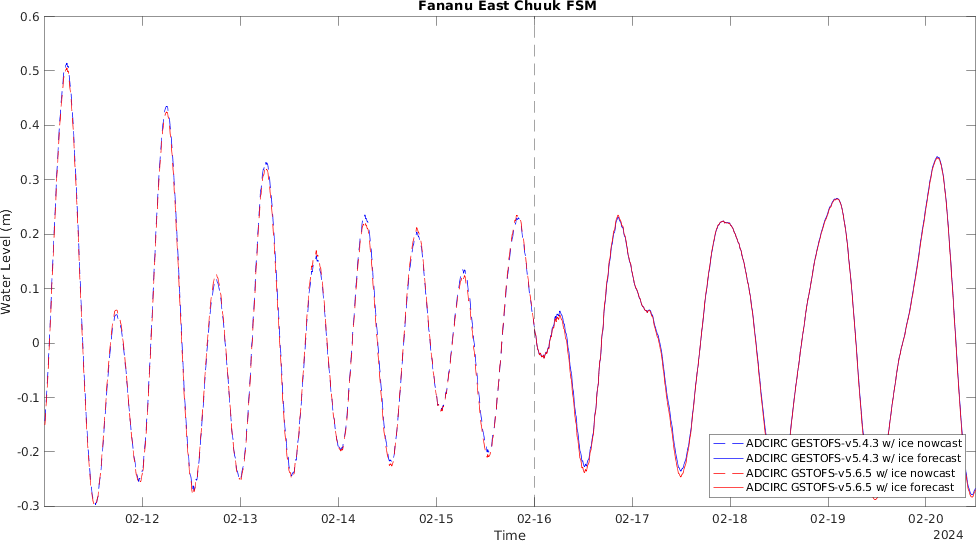 Fananu East Chuuk FSM
0.6
0.5
0.4
0.3
0.2
0.1
0
-0.1
-0.2
-0.3
Water Level (m)
ADCIRC GESTOFS-v5.4.3 w/ ice nowcast
ADCIRC GESTOFS-v5.4.3 w/ ice forecast
ADCIRC GSTOFS-v5.6.5 w/ ice nowcast
ADCIRC GSTOFS-v5.6.5 w/ ice forecast
02-12 02-13 02-14 02-15 02-16 02-17 02-18 02-19 02-20
Time
2024